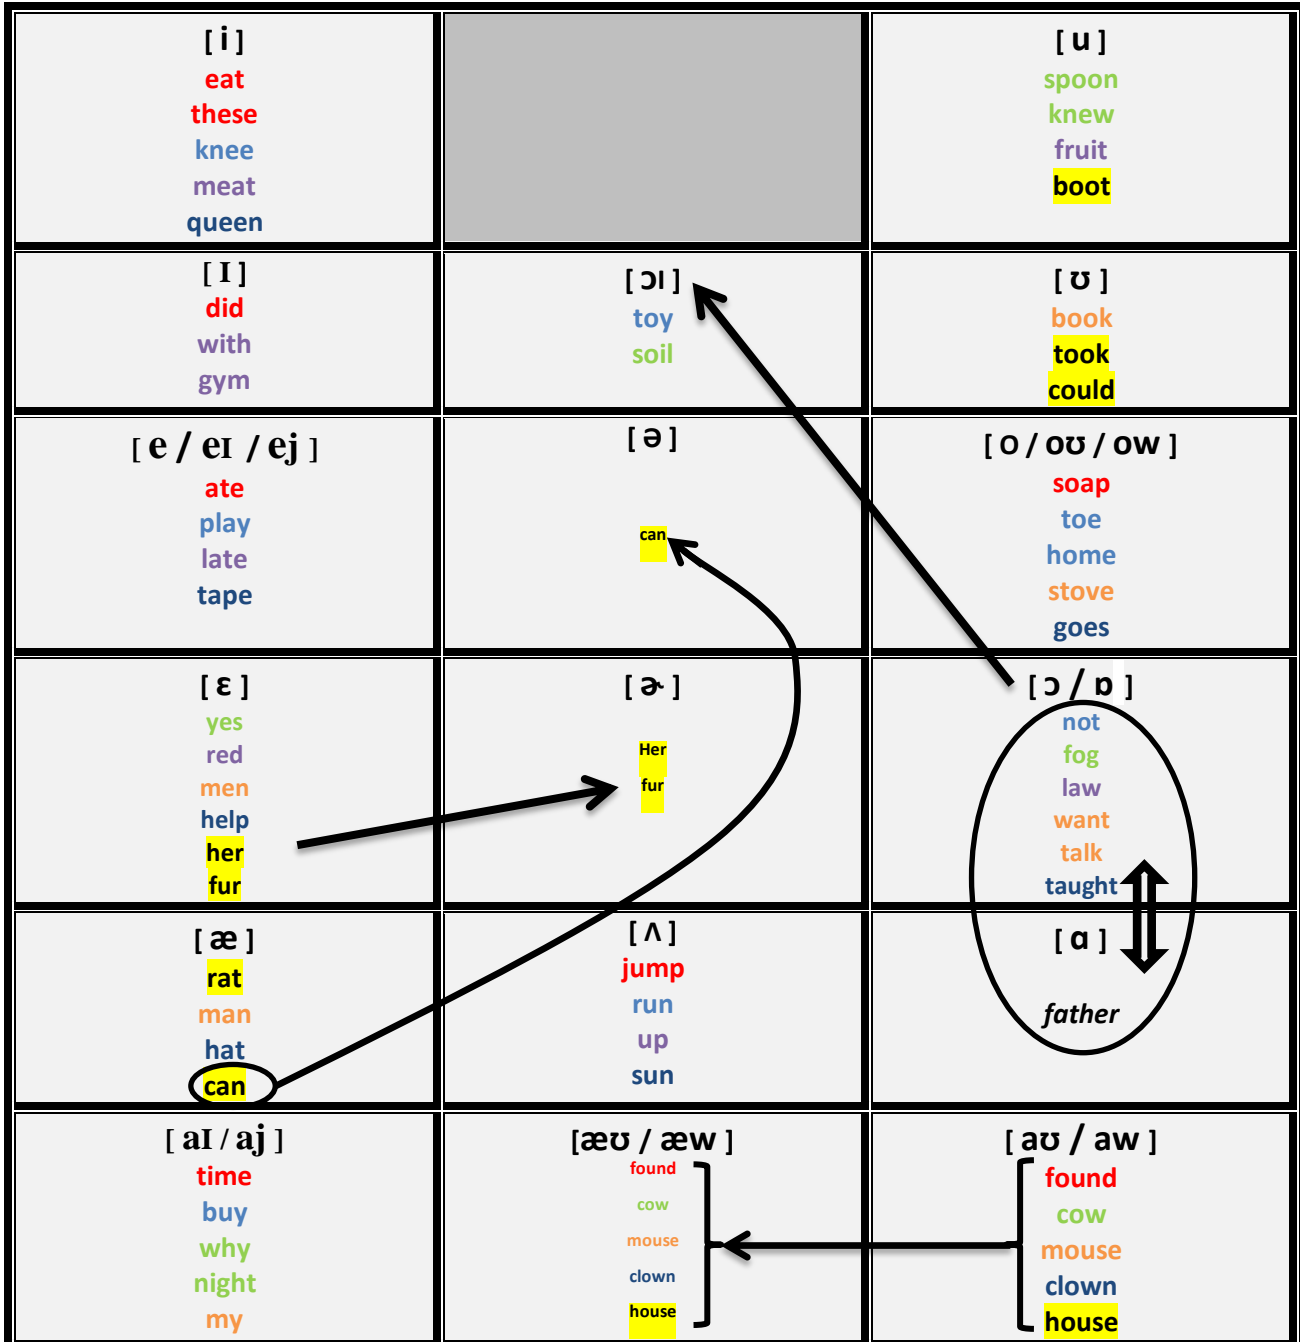 [ i ]
eat
these
knee
meat
queen
[ u ]
spoon
knew
fruit
boot
[ I ]
did
with
gym
[ ɔɪ ]
toy
soil
[ ʊ ]
book
took
could
[ e / eɪ / ej ]
ate
play
late
tape
[ ə ]
can
[ O / oʊ / ow ]
soap
toe
home
stove
goes
[ ɛ ]
yes
red
men
help
her
fur
[ ɚ ]
Her
fur
[ ɔ / ɒ ]
not
fog
law
want
talk
taught
[ æ ]
rat
man
hat
can
[ ʌ ]
jump
run
up
sun
[ ɑ ]
father
[ aI / aj ]
time
buy
why
night
my
[æʊ / æw ]
found
cow
mouse
clown
house
[ aʊ / aw ]
found
cow
mouse
clown
house